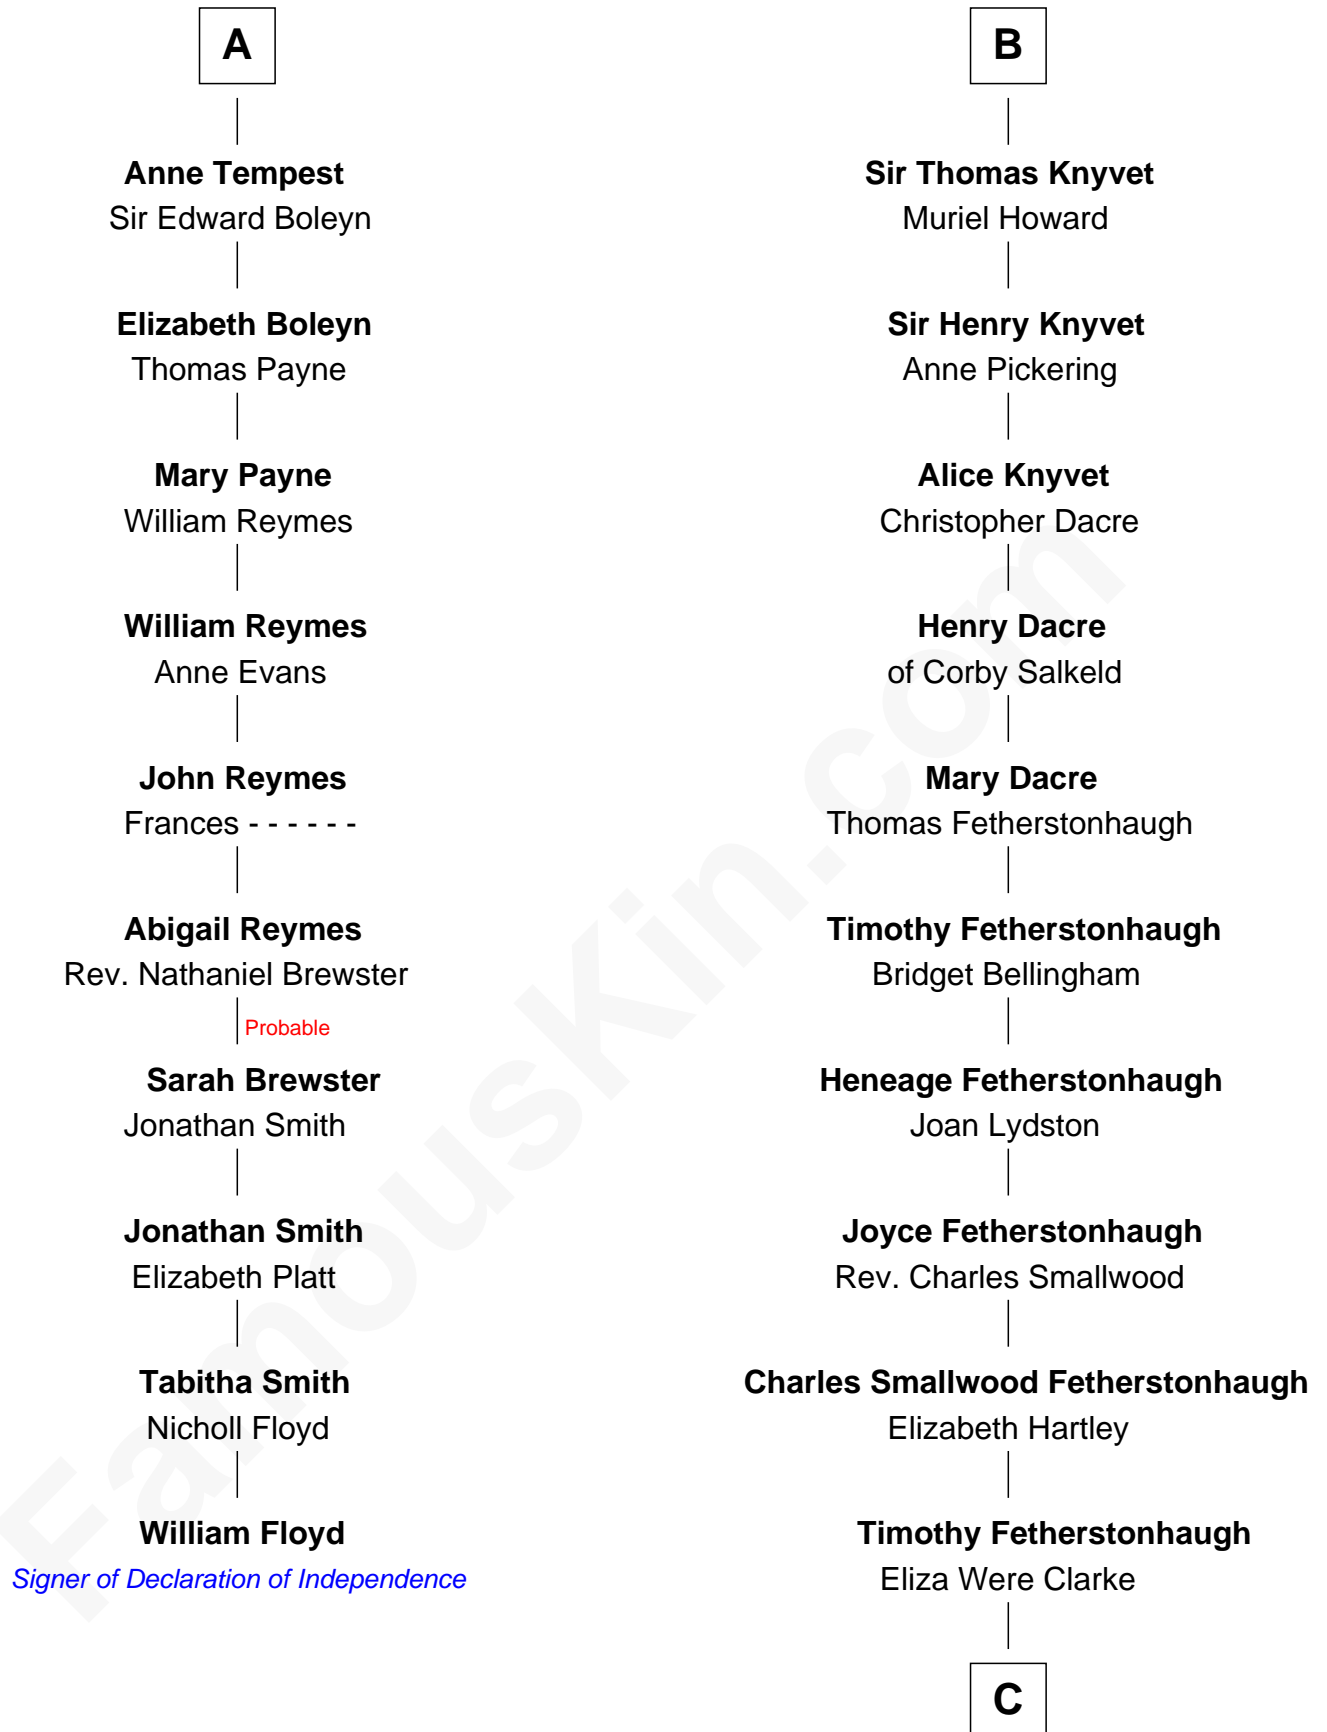 A
Anne Tempest
Sir Edward Boleyn
Elizabeth Boleyn
Thomas Payne
Mary Payne
William Reymes
William Reymes
Anne Evans
John Reymes
Frances - - - - - -
Abigail Reymes
Rev. Nathaniel Brewster
Probable
Sarah Brewster
Jonathan Smith
Jonathan Smith
Elizabeth Platt
Tabitha Smith
Nicholl Floyd
William Floyd
Signer of Declaration of Independence
B
Sir Thomas Knyvet
Muriel Howard
Sir Henry Knyvet
Anne Pickering
Alice Knyvet
Christopher Dacre
Henry Dacre
of Corby Salkeld
Mary Dacre
Thomas Fetherstonhaugh
Timothy Fetherstonhaugh
Bridget Bellingham
Heneage Fetherstonhaugh
Joan Lydston
Joyce Fetherstonhaugh
Rev. Charles Smallwood
Charles Smallwood Fetherstonhaugh
Elizabeth Hartley
Timothy Fetherstonhaugh
Eliza Were Clarke
C
FamousKin.com